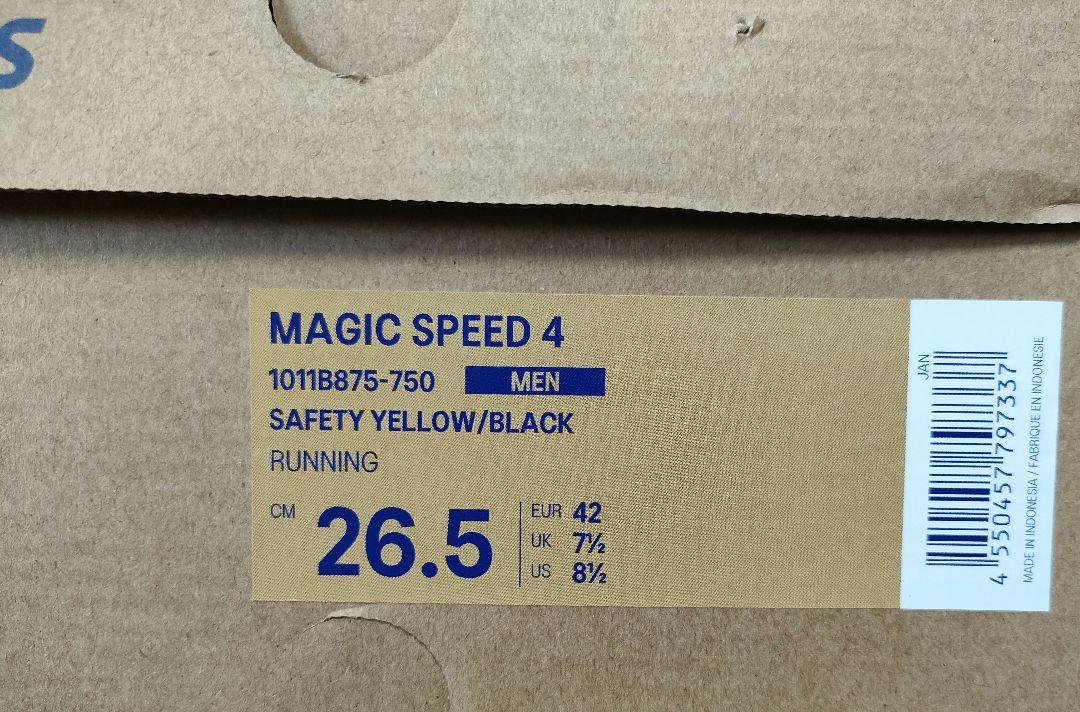 s
MAGIC SPEED 4
1011B875-750 MEN
SAFETY YELLOW/BLACK
RUNNING
CM 26.5
EUR 42
UK 7½
US 8½
JAN
4 550457 797337
MADE IN INDONESIA / FABRIQUE EN INDONESIE